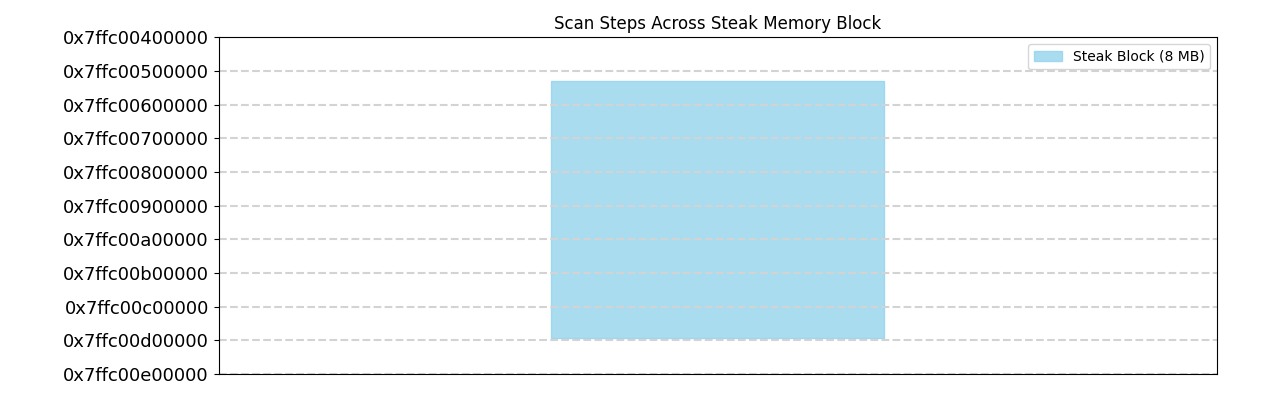 Scan Steps Across Steak Memory Block
0x7ffc00400000
Steak Block (8 MB)
0x7ffc00500000
0x7ffc00600000
0x7ffc00700000
0x7ffc00800000
0x7ffc00900000
0x7ffc00a00000
0x7ffc00b00000
0x7ffc00c00000
0x7ffc00d00000
0x7ffc00e00000